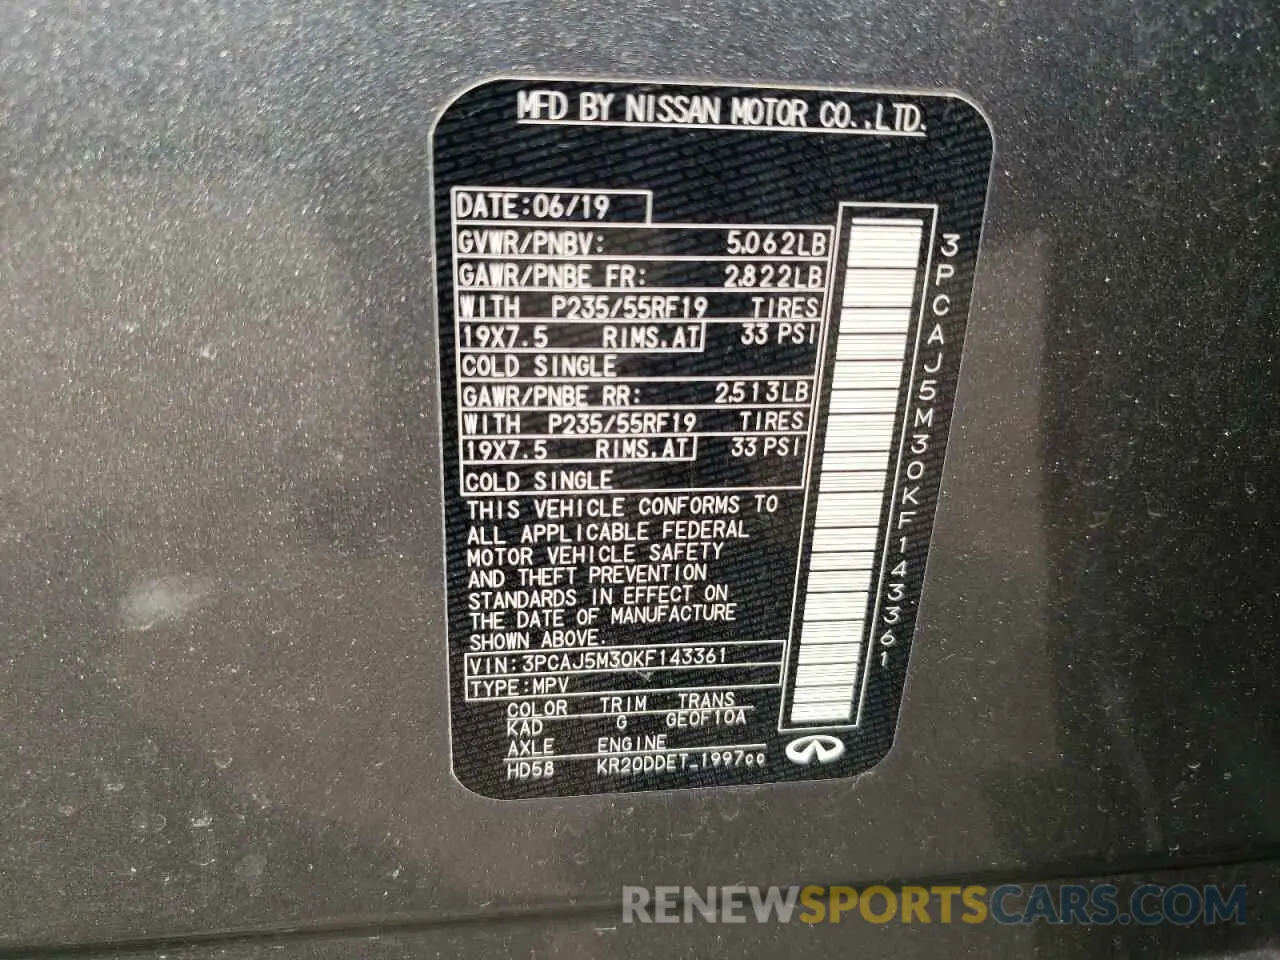 MFD BY NISSAN MOTOR CO.,LTD.
DATE:06/19
GVWR/PNBV: 5,062LB
GAWR/PNBE FR: 2,822LB
WITH P235/55RF19 TIRES
19X7.5 RIMS.AT 33 PSI
COLD SINGLE
GAWR/PNBE RR: 2,513LB
WITH P235/55RF19 TIRES
19X7.5 RIMS.AT 33 PSI
COLD SINGLE
THIS VEHICLE CONFORMS TO
ALL APPLICABLE FEDERAL
MOTOR VEHICLE SAFETY
AND THEFT PREVENTION
STANDARDS IN EFFECT ON
THE DATE OF MANUFACTURE
SHOWN ABOVE.
VIN:3PCAJ5M30KF143361
TYPE:MPV
COLOR TRIM TRANS
KAD G GE0F10A
AXLE ENGINE
HD58 KR20DDET_1997cc
3PCAJ5M30KF143361
RENEWSPORTSCARS.COM